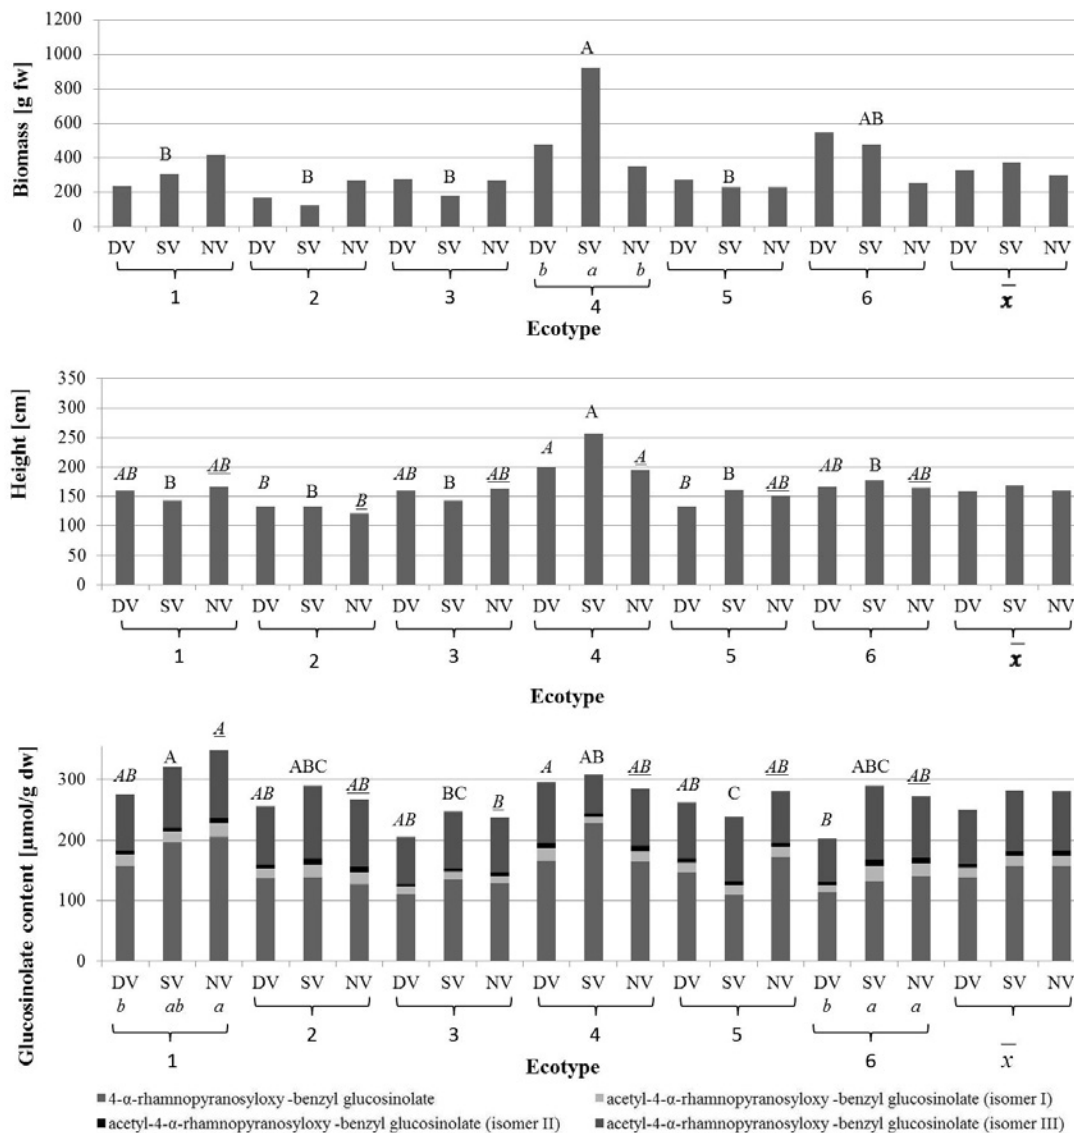 1200
1000
800
600
400
200
0
Biomass [g fw]
A
AB
B
B B B
DV SV NV DV SV NV DV SV NV DV SV NV DV SV NV DV SV NV DV SV NV
b a b
1 2 3 4 5 6 x̄
Ecotype
350
300
250
200
150
100
50
0
Height [cm]
A
A A
AB AB AB AB AB AB AB
B B B B B B B B
DV SV NV DV SV NV DV SV NV DV SV NV DV SV NV DV SV NV DV SV NV
1 2 3 4 5 6 x̄
Ecotype
300
200
100
0
Glucosinolate content [µmol/g dw]
AB A A AB ABC AB AB BC B A AB AB AB C AB B ABC AB
DV SV NV DV SV NV DV SV NV DV SV NV DV SV NV DV SV NV DV SV NV
b ab a b a a
1 2 3 4 5 6 x̄
Ecotype
4-α-rhamnopyranosyloxy -benzyl glucosinolate
acetyl-4-α-rhamnopyranosyloxy -benzyl glucosinolate (isomer I)
acetyl-4-α-rhamnopyranosyloxy -benzyl glucosinolate (isomer II)
acetyl-4-α-rhamnopyranosyloxy -benzyl glucosinolate (isomer III)